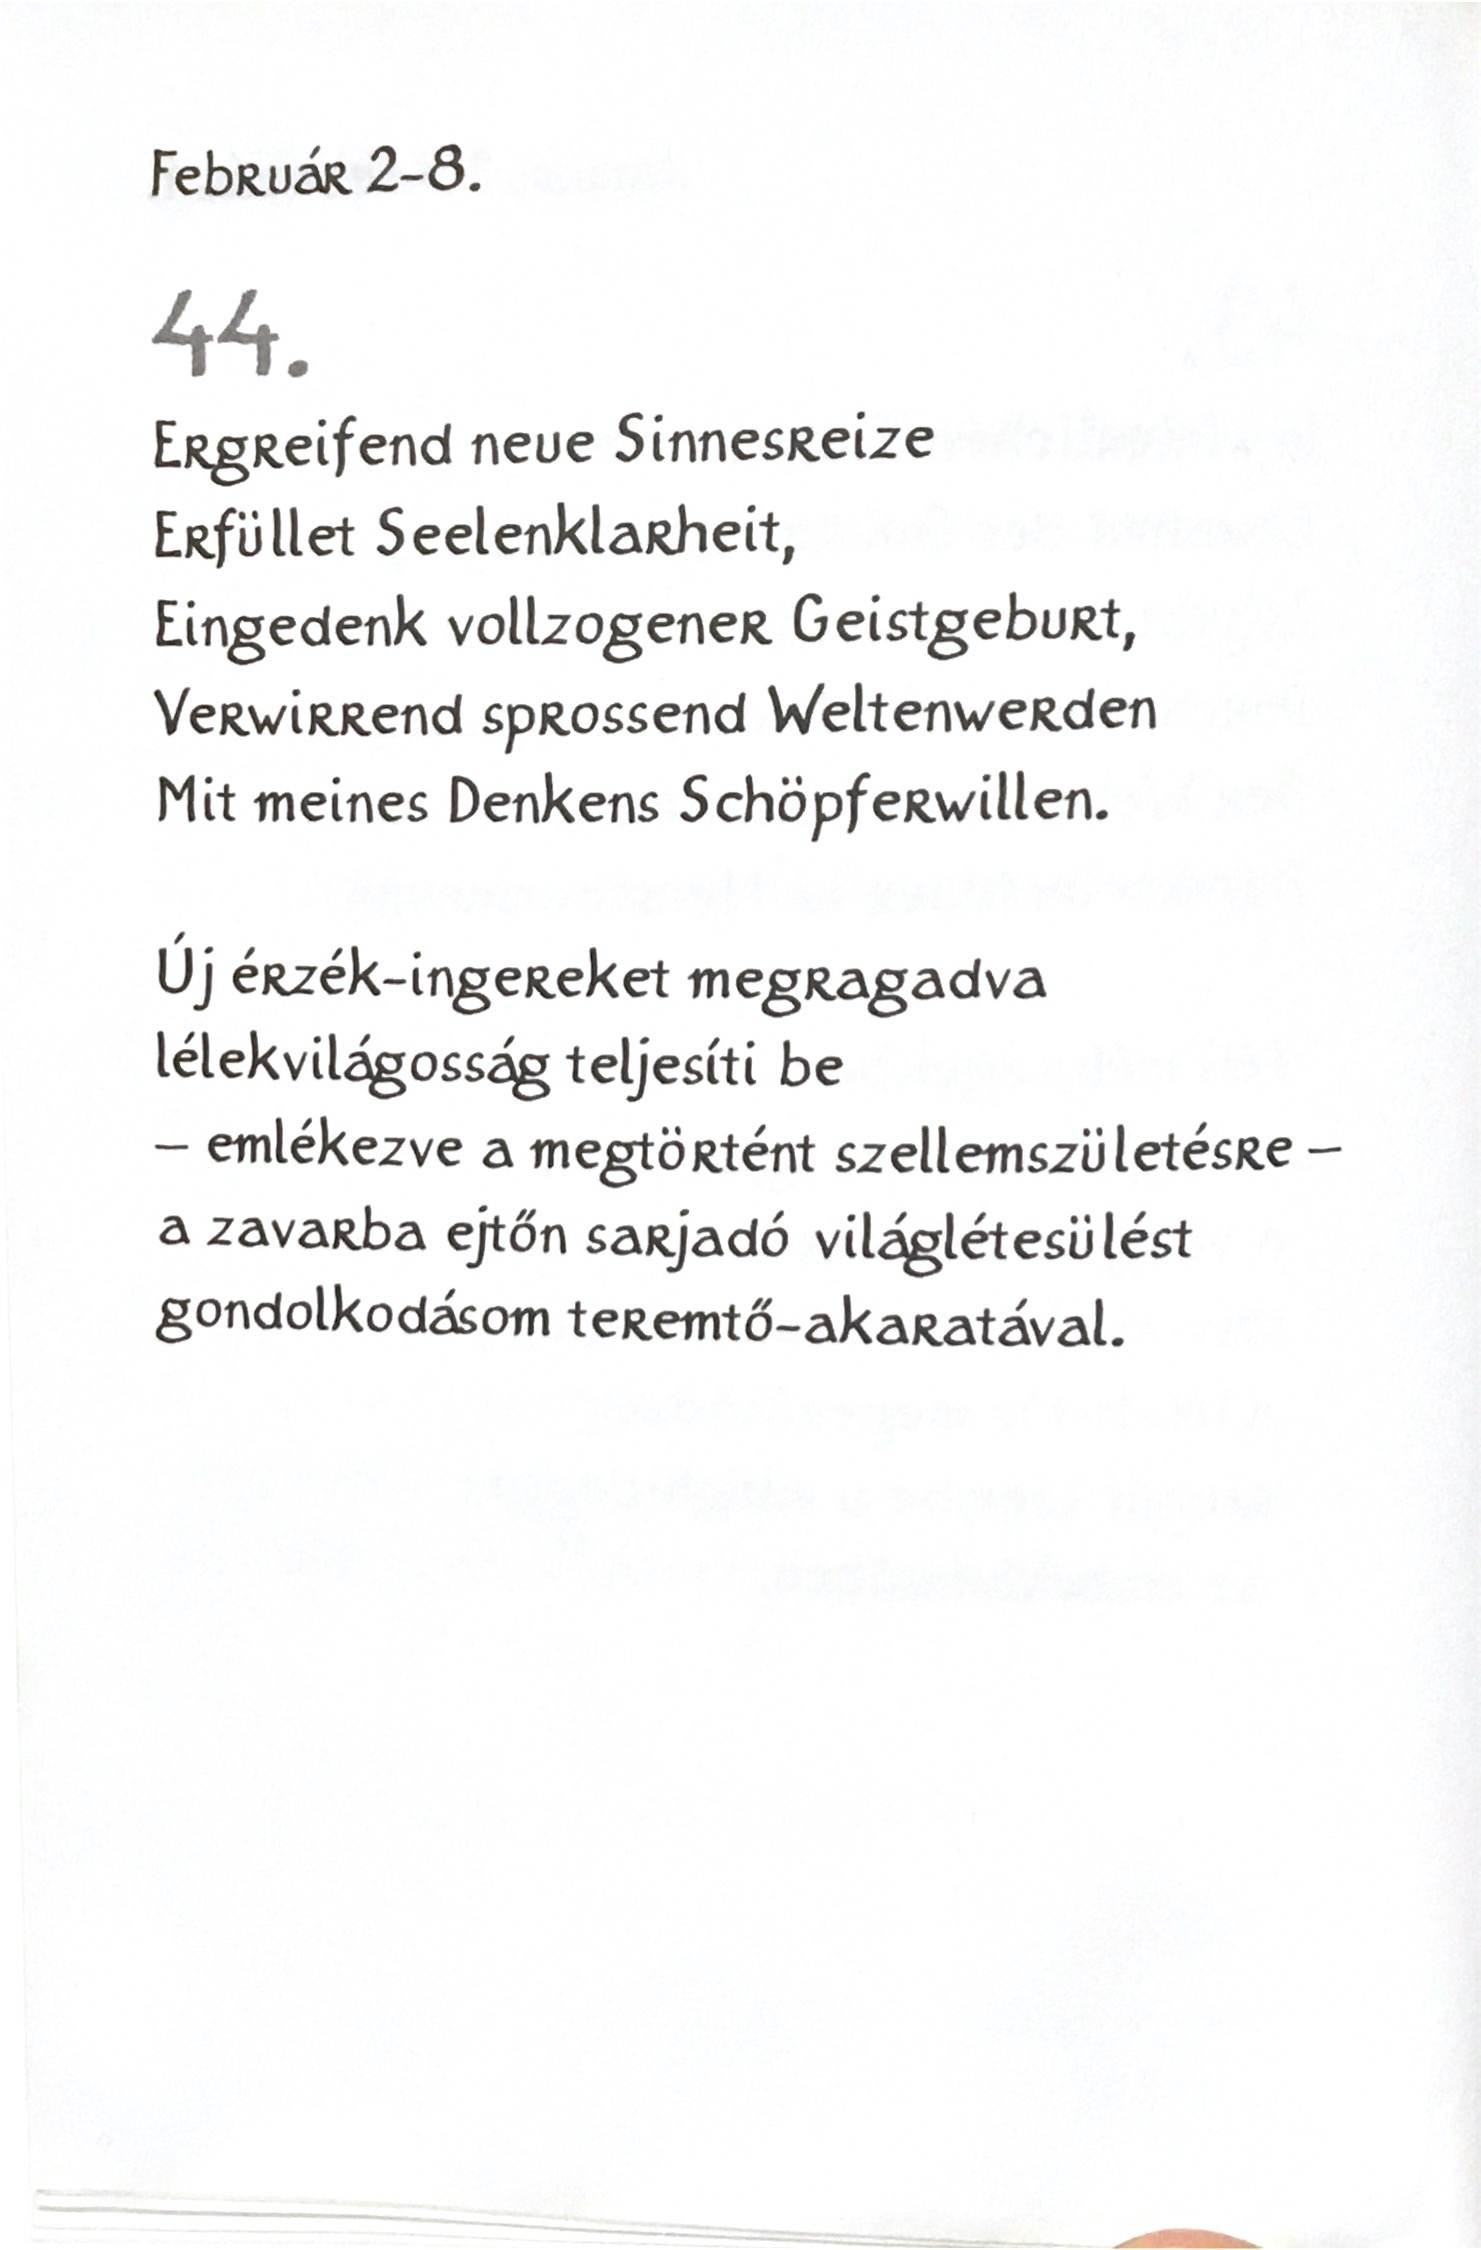 Február 2-8.
44.
Ergreifend neue Sinnesreize
Erfüllet Seelenklarheit,
Eingedenk vollzogener Geistgeburt,
Verwirrend sprossend Weltenwerden
Mit meines Denkens Schöpferwillen.
Új érzék-ingereket megragadva
lélekvilágosság teljesíti be
– emlékezve a megtörtént szellemszületésre –
a zavarba ejtőn sarjadó világlétesülést
gondolkodásom teremtő-akaratával.